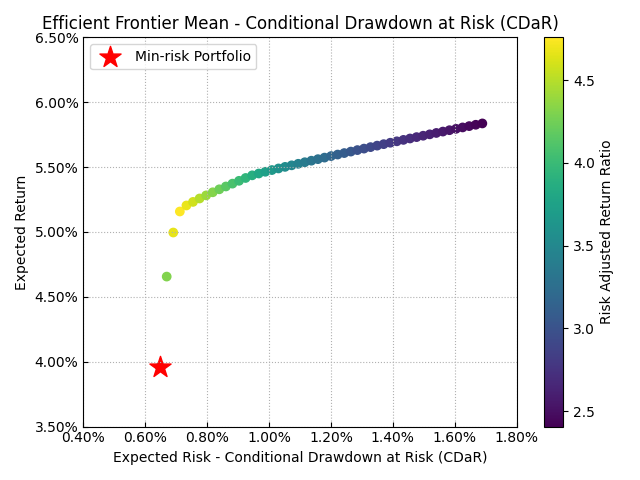 Efficient Frontier Mean - Conditional Drawdown at Risk (CDaR)
Min-risk Portfolio
6.50%
6.00%
5.50%
5.00%
4.50%
4.00%
3.50%
Expected Return
0.40% 0.60% 0.80% 1.00% 1.20% 1.40% 1.60% 1.80%
Expected Risk - Conditional Drawdown at Risk (CDaR)
4.5
4.0
3.5
3.0
2.5
Risk Adjusted Return Ratio